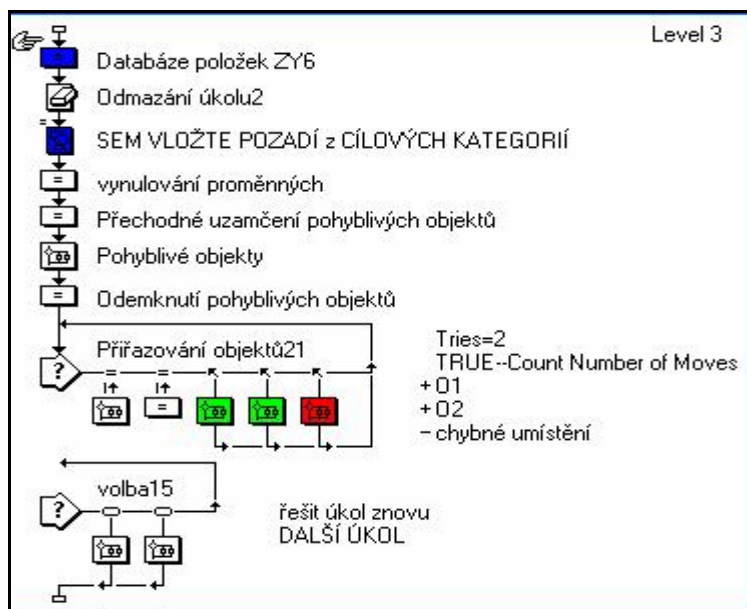 Level 3
Databáze položek ZY6
Odmazání úkolu2
SEM VLOŽTE POZADÍ z CÍLOVÝCH KATEGORIÍ
vynulování proměnných
Přechodné uzamčení pohyblivých objektů
Pohyblivé objekty
Odemknutí pohyblivých objektů
Přiřazování objektů21
Tries=2
TRUE--Count Number of Moves
+ O1
+ O2
- chybné umístění
volba15
řešit úkol znovu
DALŠÍ ÚKOL